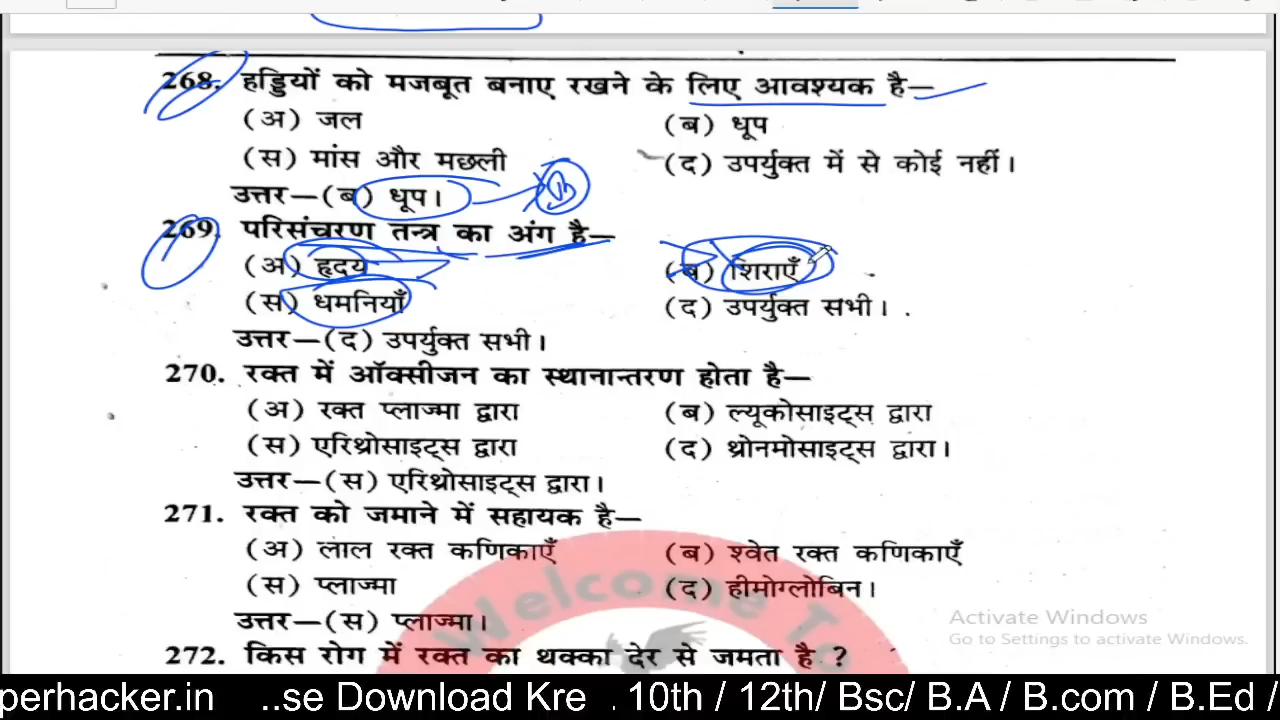 268. हड्डियों को मजबूत बनाए रखने के लिए आवश्यक है—
(अ) जल (ब) धूप
(स) मांस और मछली (द) उपर्युक्त में से कोई नहीं।
उत्तर—(ब) धूप। B
269. परिसंचरण तन्त्र का अंग है—
(अ) हृदय (ब) शिराएँ
(स) धमनियाँ (द) उपर्युक्त सभी।
उत्तर—(द) उपर्युक्त सभी।
270. रक्त में ऑक्सीजन का स्थानान्तरण होता है—
(अ) रक्त प्लाज्मा द्वारा (ब) ल्यूकोसाइट्स द्वारा
(स) एरिथ्रोसाइट्स द्वारा (द) थ्रोनमोसाइट्स द्वारा।
उत्तर—(स) एरिथ्रोसाइट्स द्वारा।
271. रक्त को जमाने में सहायक है—
(अ) लाल रक्त कणिकाएँ (ब) श्वेत रक्त कणिकाएँ
(स) प्लाज्मा (द) हीमोग्लोबिन।
उत्तर—(स) प्लाज्मा।
Welcome To
Activate Windows
Go to Settings to activate Windows.
272. किस रोग में रक्त का थक्का देर से जमता है ?
perhacker.in ..se Download Kre . 10th / 12th/ Bsc/ B.A / B.com / B.Ed /